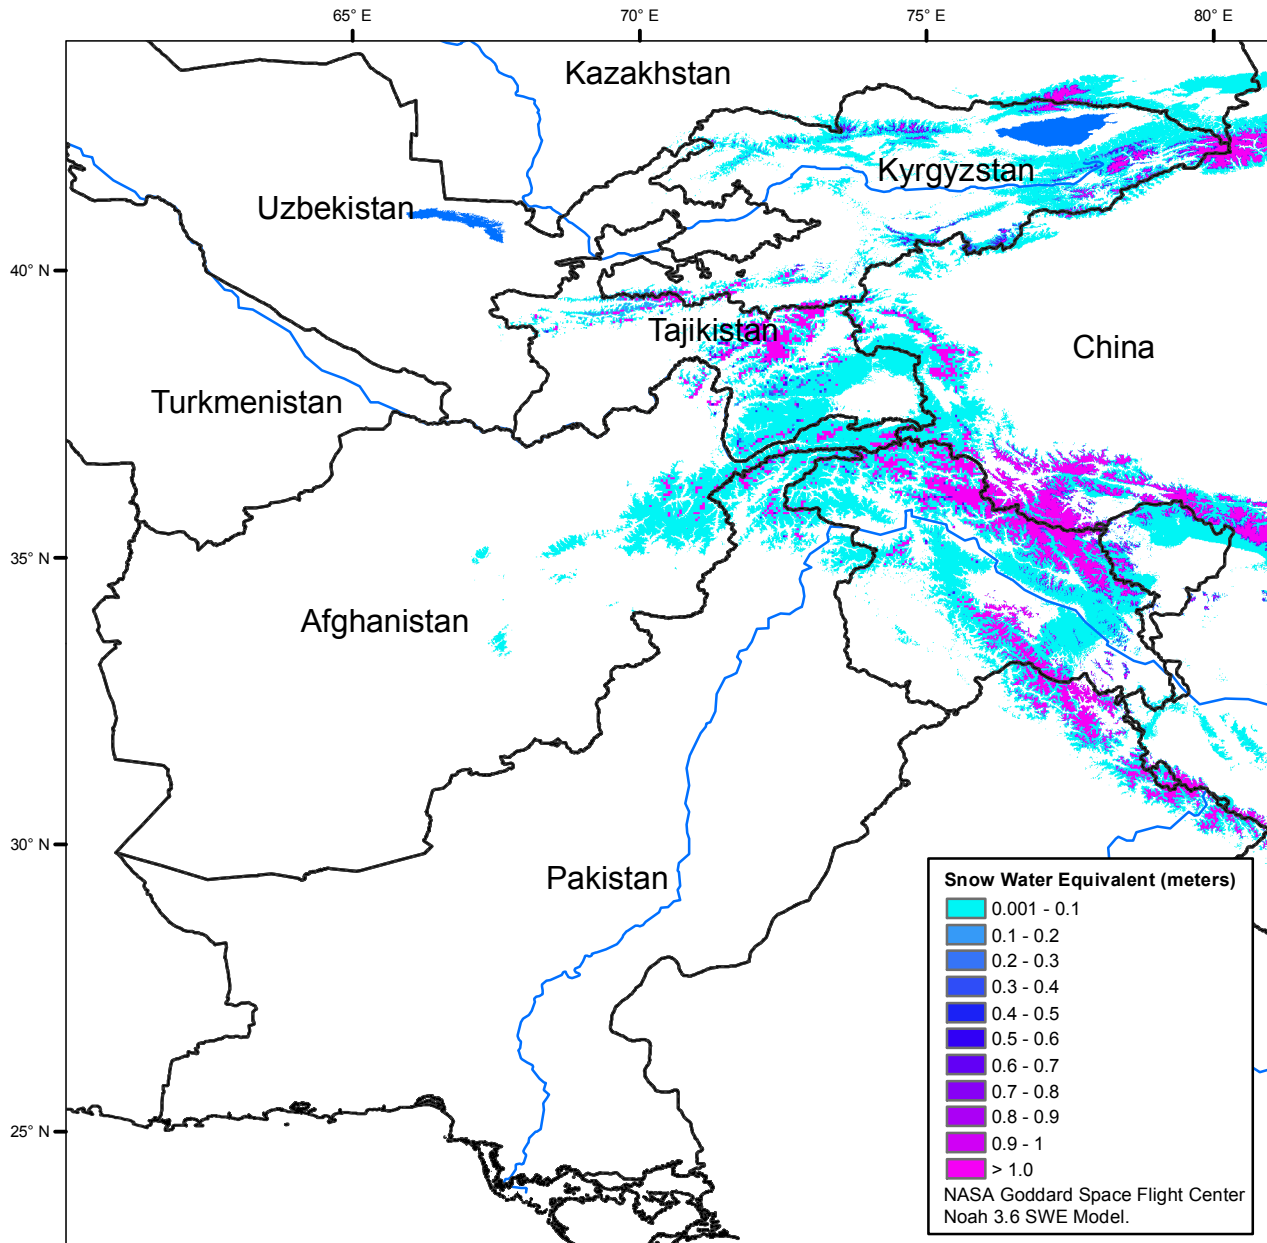 65° E
70° E
75° E
80° E
Kazakhstan
Kyrgyzstan
Uzbekistan
40° N
Tajikistan
China
Turkmenistan
35° N
Afghanistan
30° N
Pakistan
Snow Water Equivalent (meters)
0.001 - 0.1
0.1 - 0.2
0.2 - 0.3
0.3 - 0.4
0.4 - 0.5
0.5 - 0.6
0.6 - 0.7
0.7 - 0.8
0.8 - 0.9
0.9 - 1
> 1.0
25° N
NASA Goddard Space Flight Center
Noah 3.6 SWE Model.